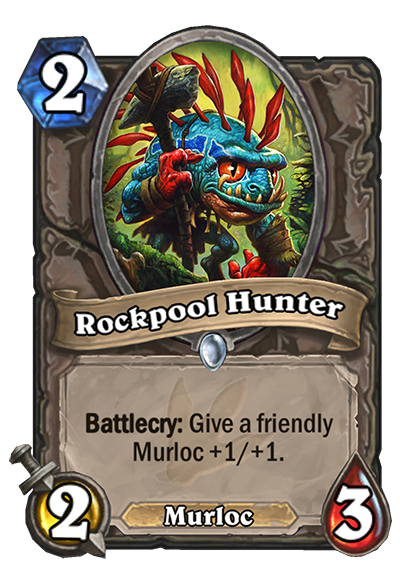 2
Rockpool Hunter
Battlecry: Give a friendly
Murloc +1/+1.
2
Murloc
3